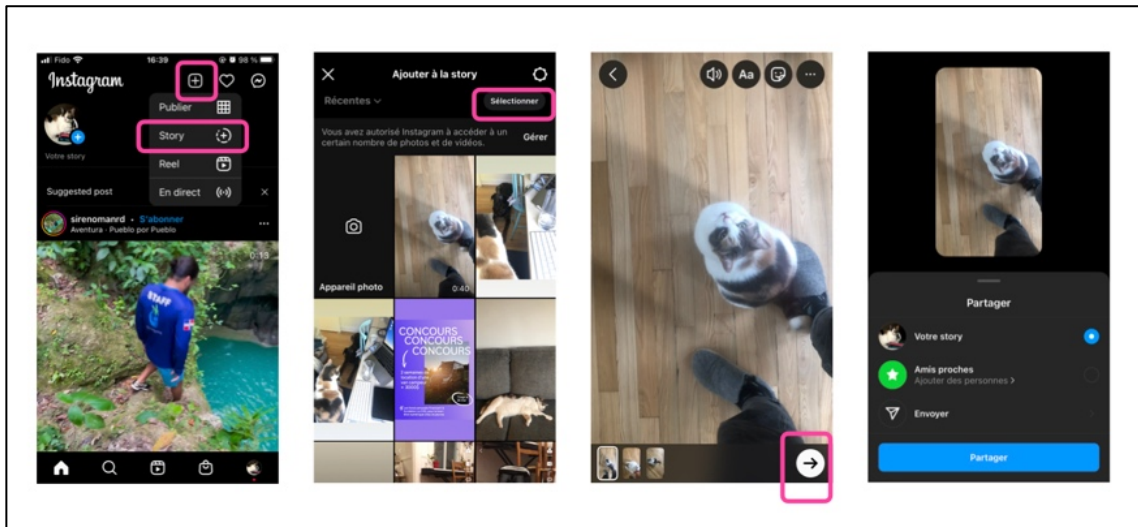 Fido
16:39
98 %
Instagram
Publier
Story
Votre story
Reel
Suggested post
En direct
sirenomanrd • S'abonner
Aventura · Pueblo por Pueblo
0:15
STAFF
Ajouter à la story
Récentes
Sélectionner
Vous avez autorisé Instagram à accéder à un
certain nombre de photos et de vidéos.
Gérer
Appareil photo
0:40
CONCOURS
CONCOURS
CONCOURS
Aa
Partager
Votre story
Amis proches
Ajouter des personnes >
Envoyer
Partager